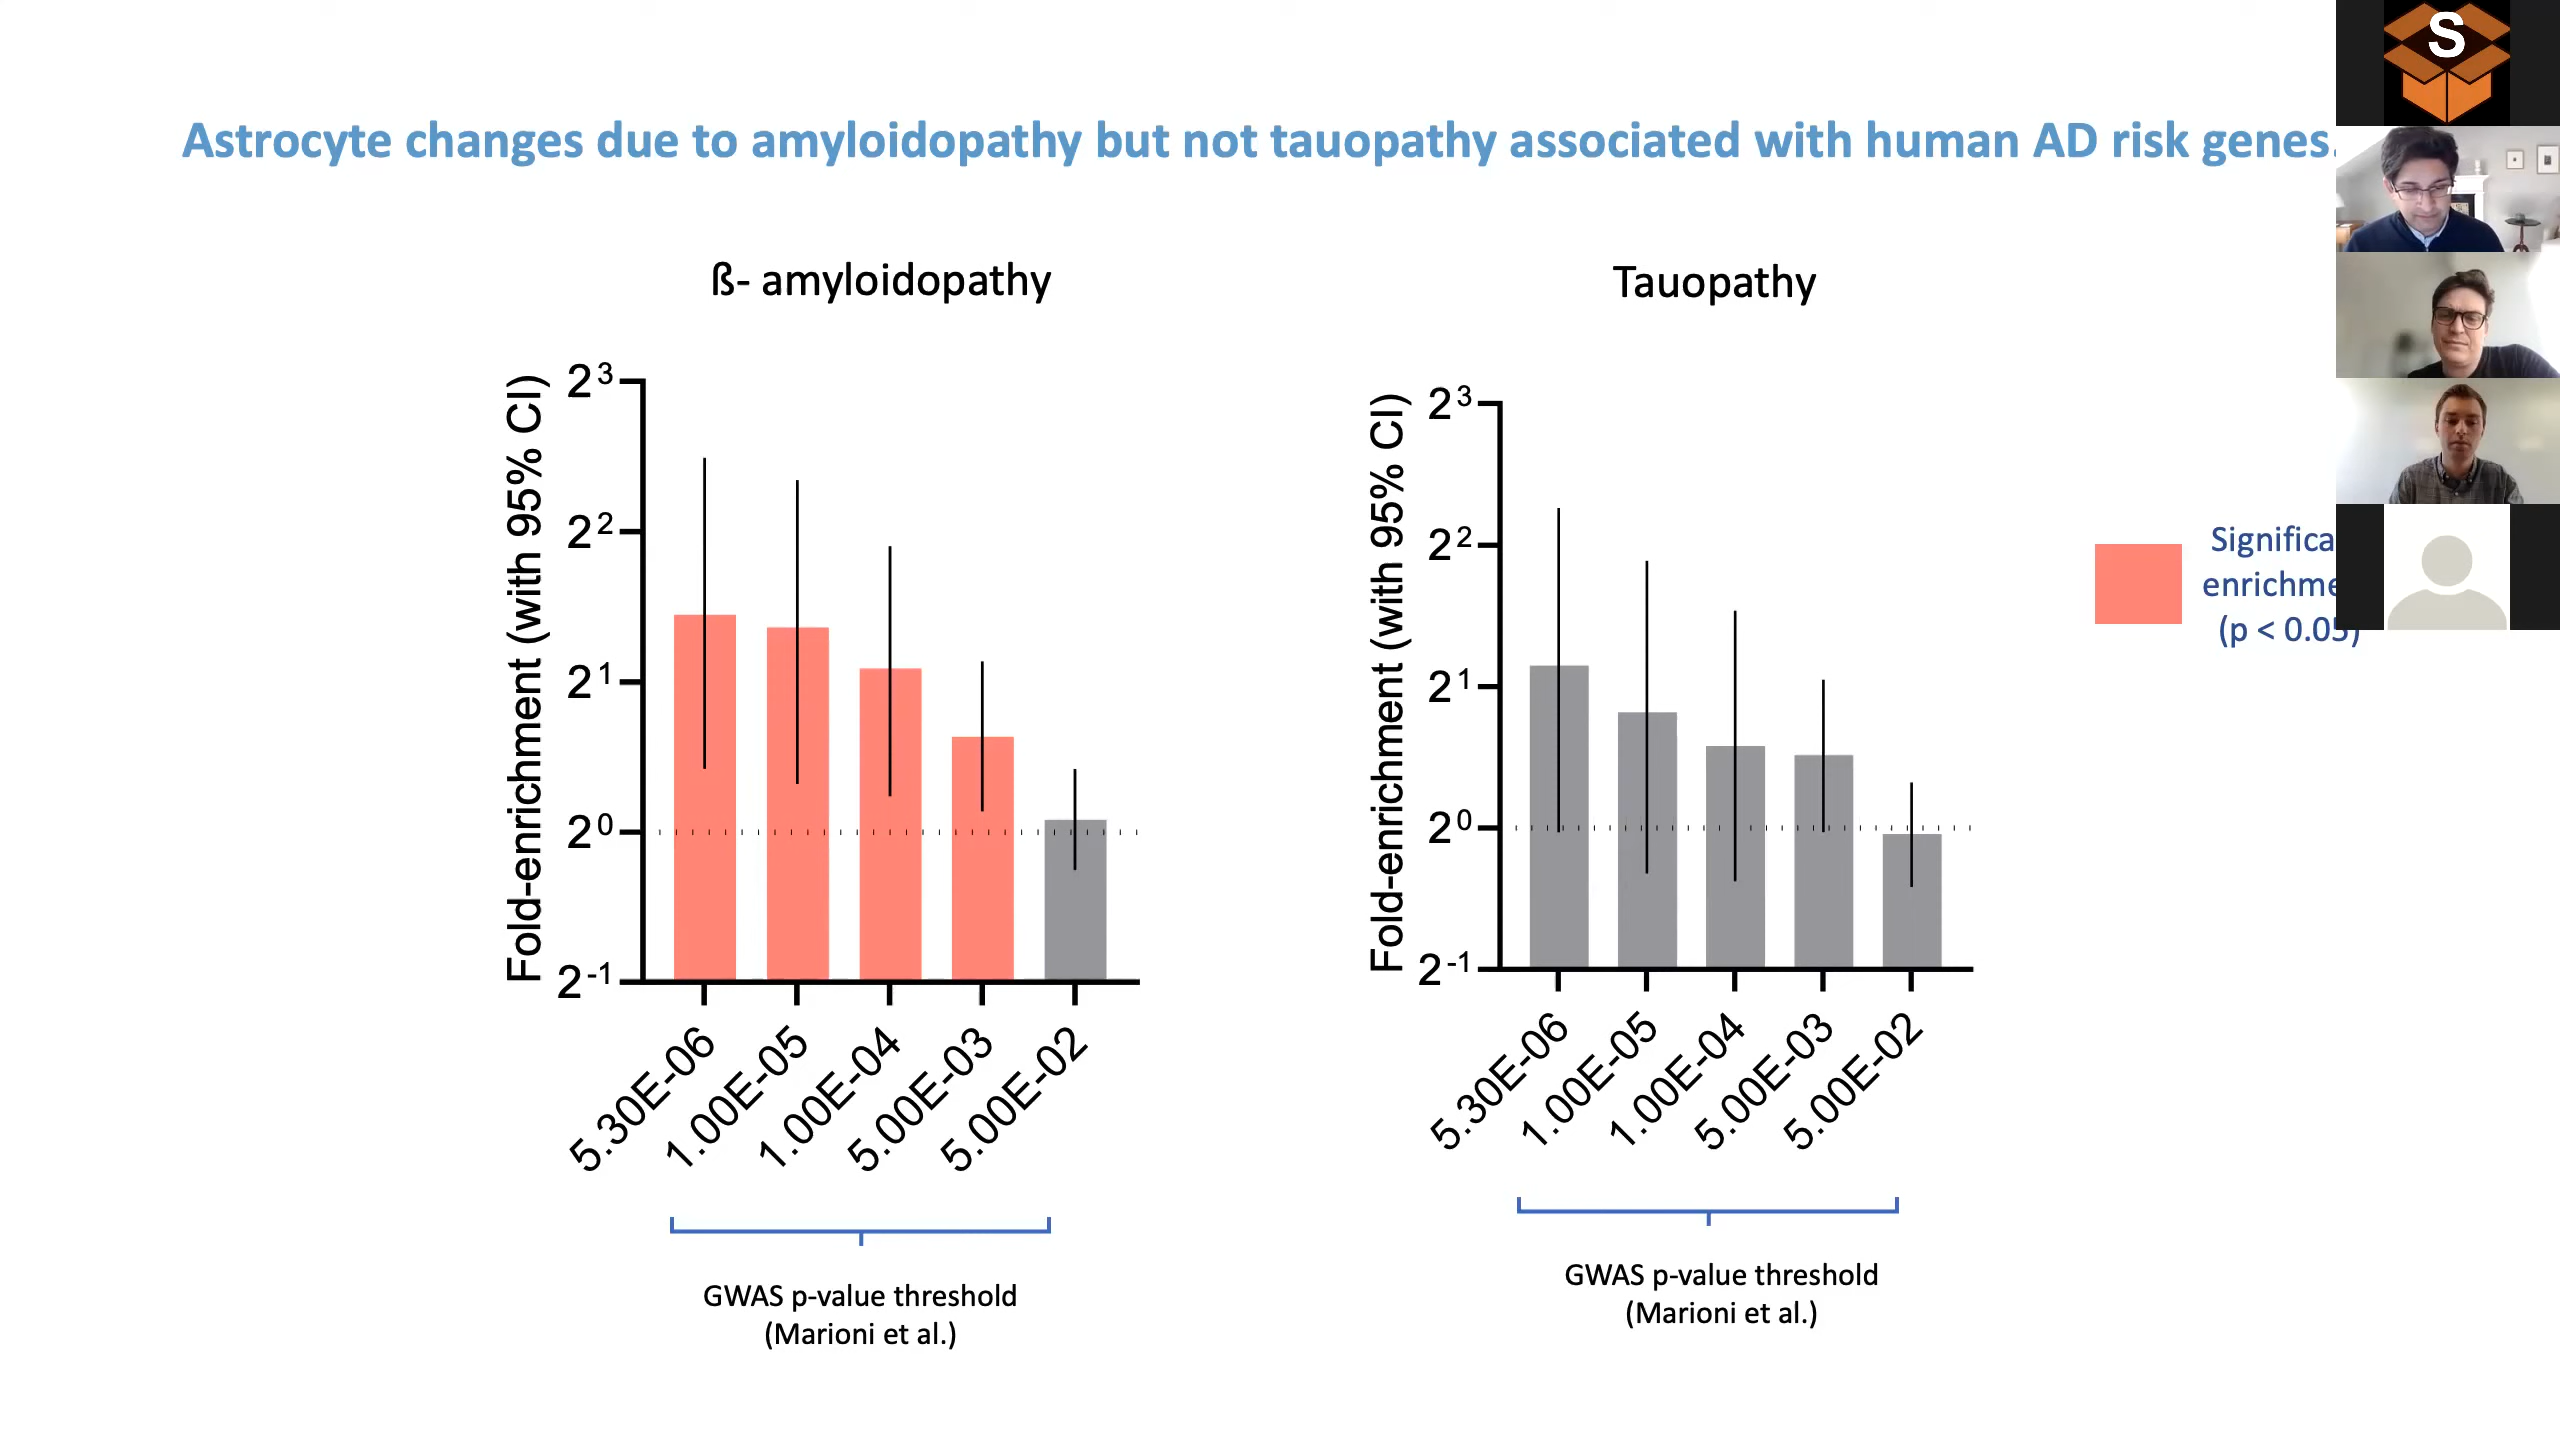 S
Astrocyte changes due to amyloidopathy but not tauopathy associated with human AD risk genes.
ß- amyloidopathy
Fold-enrichment (with 95% CI)
2³
2²
2¹
2⁰
2⁻¹
5.30E-06
1.00E-05
1.00E-04
5.00E-03
5.00E-02
GWAS p-value threshold
(Marioni et al.)
Tauopathy
Fold-enrichment (with 95% CI)
2³
2²
2¹
2⁰
2⁻¹
5.30E-06
1.00E-05
1.00E-04
5.00E-03
5.00E-02
GWAS p-value threshold
(Marioni et al.)
Significa
enrichme
(p < 0.05)